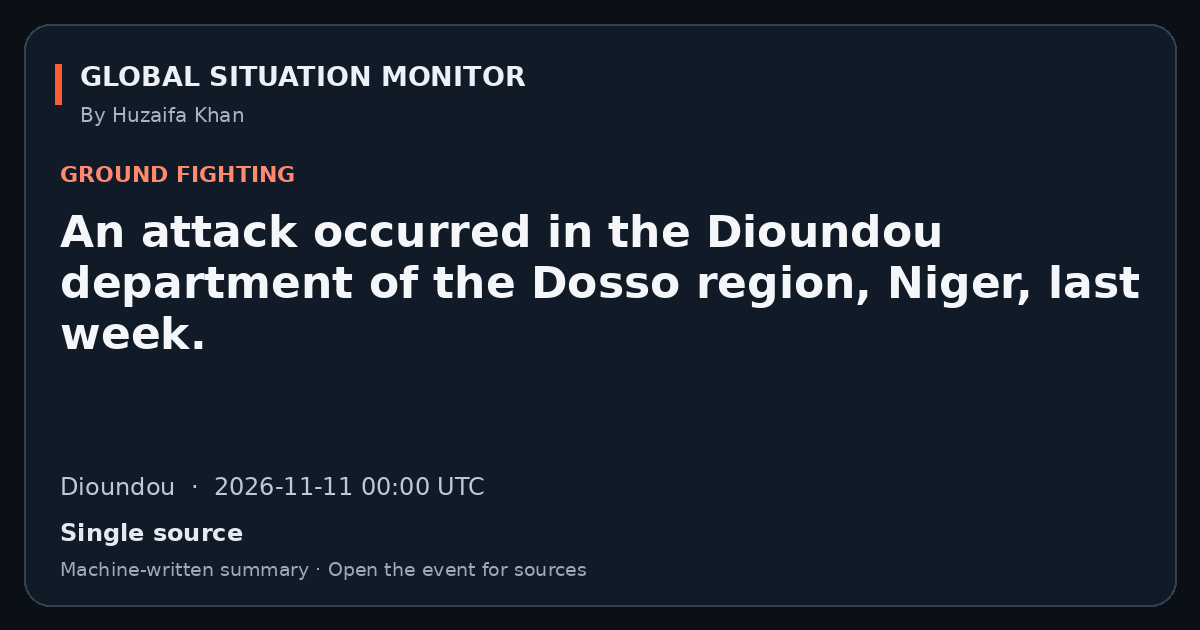 GLOBAL SITUATION MONITOR
By Huzaifa Khan
GROUND FIGHTING
An attack occurred in the Dioundou
department of the Dosso region, Niger, last
week.
Dioundou · 2026-11-11 00:00 UTC
Single source
Machine-written summary · Open the event for sources